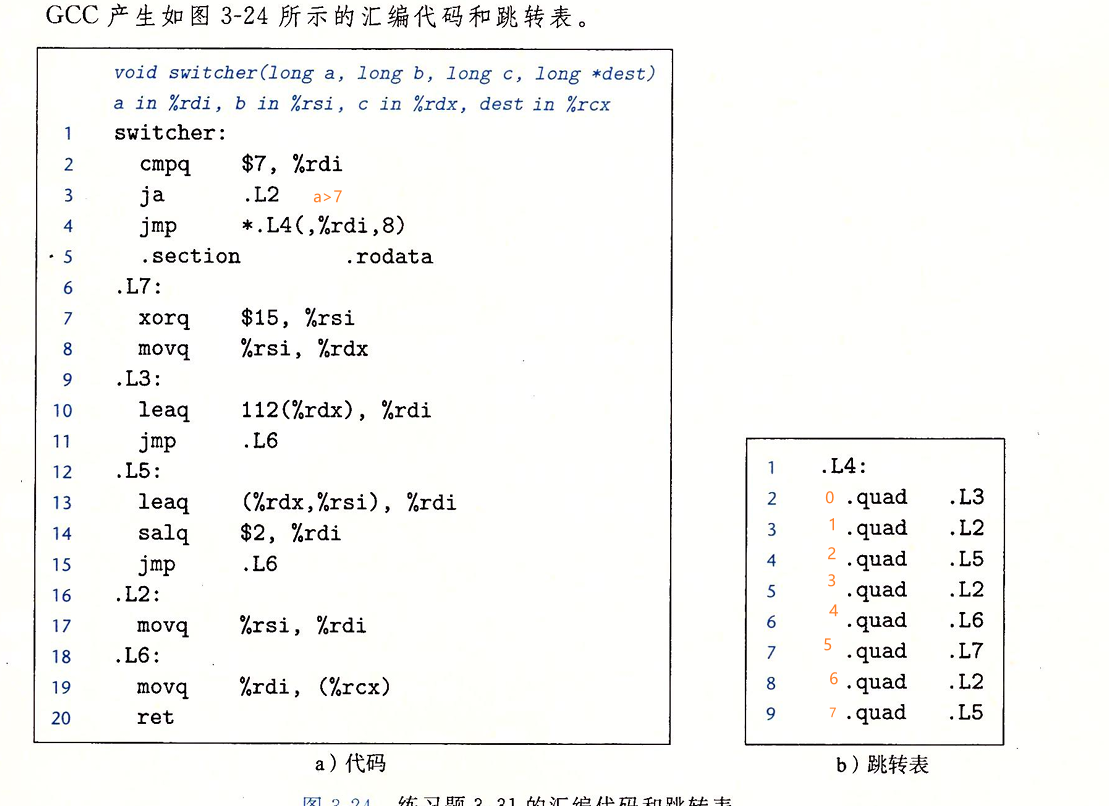 GCC 产生如图 3-24 所示的汇编代码和跳转表。
void switcher(long a, long b, long c, long *dest)
a in %rdi, b in %rsi, c in %rdx, dest in %rcx
1 switcher:
2 cmpq $7, %rdi
3 ja .L2 a>7
4 jmp *.L4(,%rdi,8)
5 .section .rodata
6 .L7:
7 xorq $15, %rsi
8 movq %rsi, %rdx
9 .L3:
10 leaq 112(%rdx), %rdi
11 jmp .L6
12 .L5:
13 leaq (%rdx,%rsi), %rdi
14 salq $2, %rdi
15 jmp .L6
16 .L2:
17 movq %rsi, %rdi
18 .L6:
19 movq %rdi, (%rcx)
20 ret
a）代码
1 .L4:
2 0 .quad .L3
3 1 .quad .L2
4 2 .quad .L5
5 3 .quad .L2
6 4 .quad .L6
7 5 .quad .L7
8 6 .quad .L2
9 7 .quad .L5
b）跳转表
图 3-24 练习题 3.31 的汇编代码和跳转表